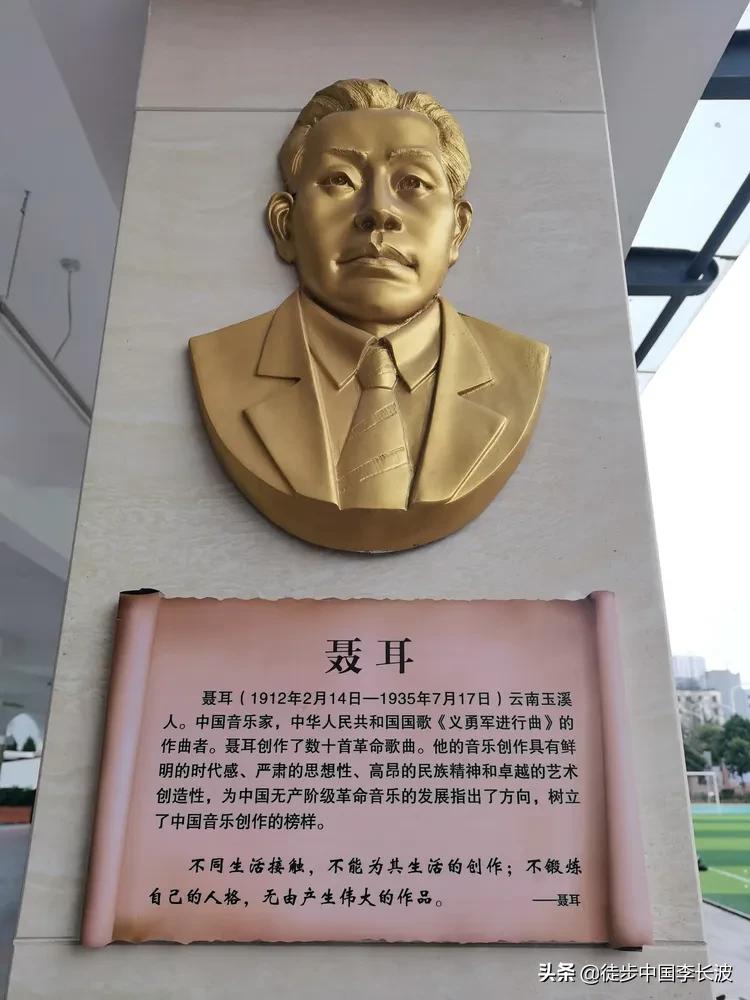 聂耳
聂耳（1912年2月14日—1935年7月17日）云南玉溪
人。中国音乐家，中华人民共和国国歌《义勇军进行曲》的
作曲者。聂耳创作了数十首革命歌曲。他的音乐创作具有鲜
明的时代感、严肃的思想性、高昂的民族精神和卓越的艺术
创造性，为中国无产阶级革命音乐的发展指出了方向，树立
了中国音乐创作的榜样。
不同生活接触，不能为其生活的创作；不锻炼
自己的人格，无由产生伟大的作品。 ——聂耳
头条 @徒步中国李长波